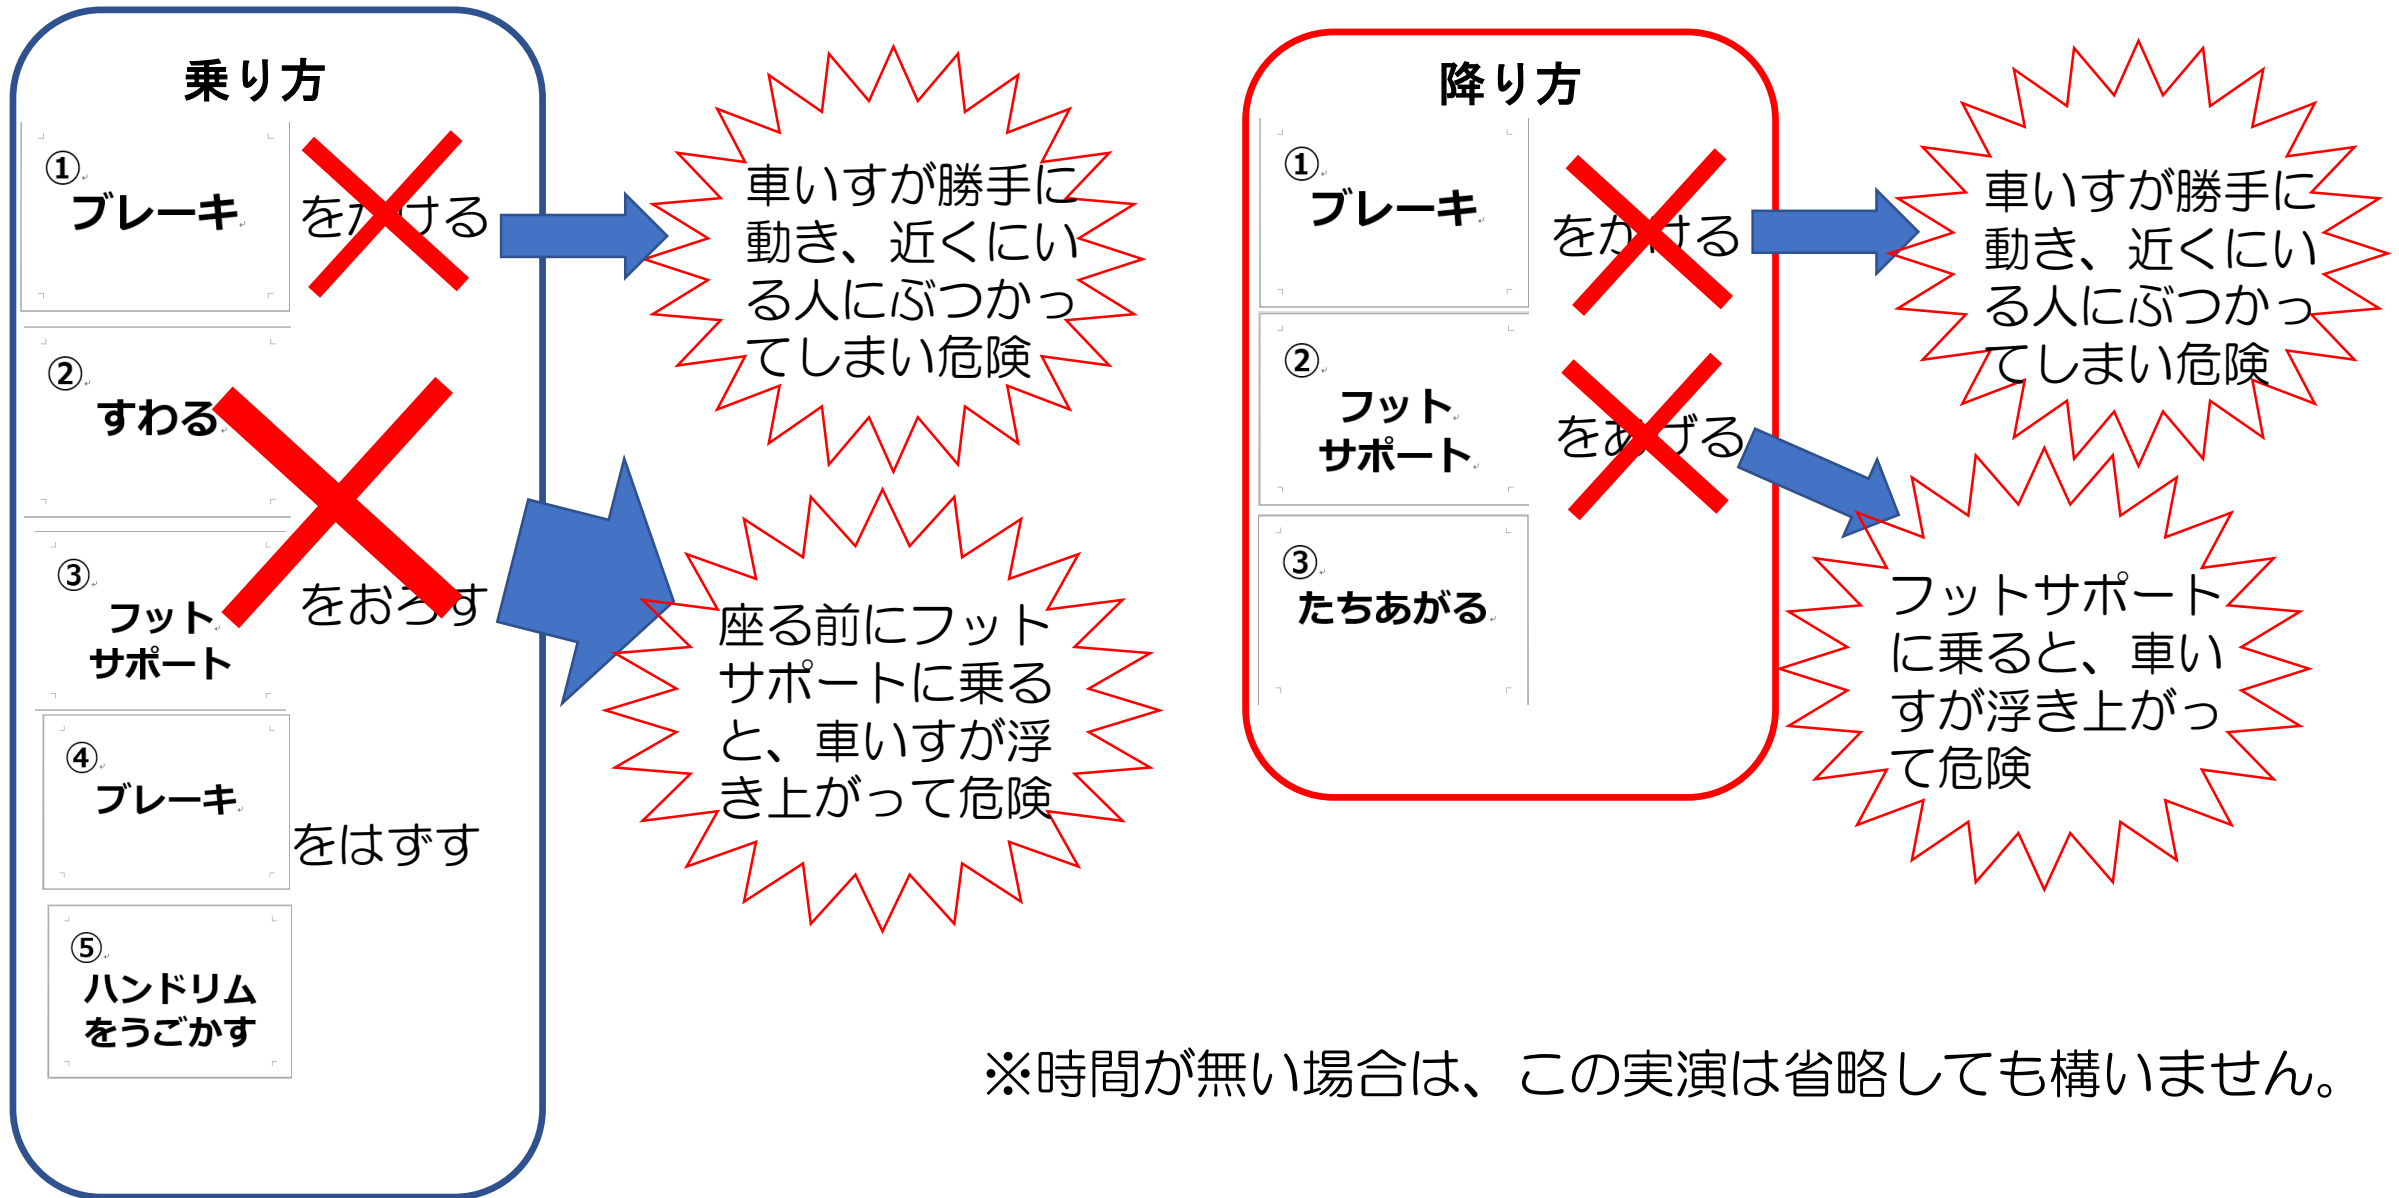 乗り方
①
ブレーキ
をかける
②
すわる
③
フット
サポート
をおろす
④
ブレーキ
をはずす
⑤
ハンドリム
をうごかす
車いすが勝手に
動き、近くにい
る人にぶつかっ
てしまい危険
座る前にフット
サポートに乗る
と、車いすが浮
き上がって危険
降り方
①
ブレーキ
をかける
②
フット
サポート
をあげる
③
たちあがる
車いすが勝手に
動き、近くにい
る人にぶつかっ
てしまい危険
フットサポート
に乗ると、車い
すが浮き上がっ
て危険
※時間が無い場合は、この実演は省略しても構いません。